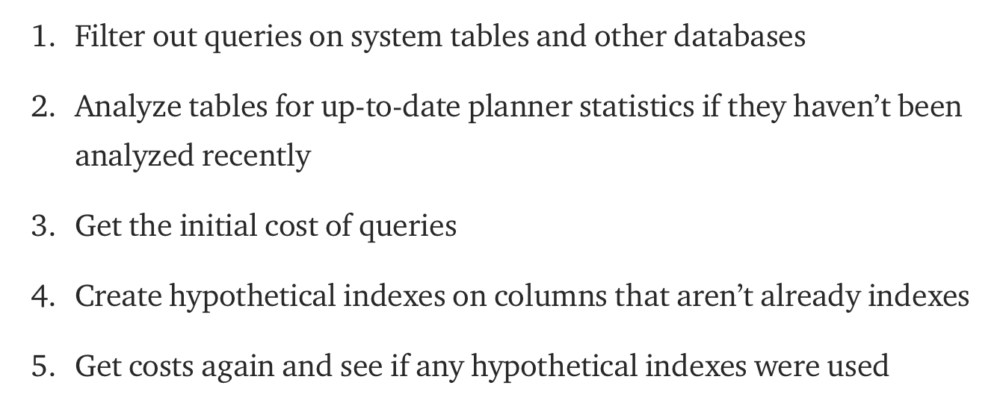 1. Filter out queries on system tables and other databases
2. Analyze tables for up-to-date planner statistics if they haven’t been
analyzed recently
3. Get the initial cost of queries
4. Create hypothetical indexes on columns that aren’t already indexes
5. Get costs again and see if any hypothetical indexes were used